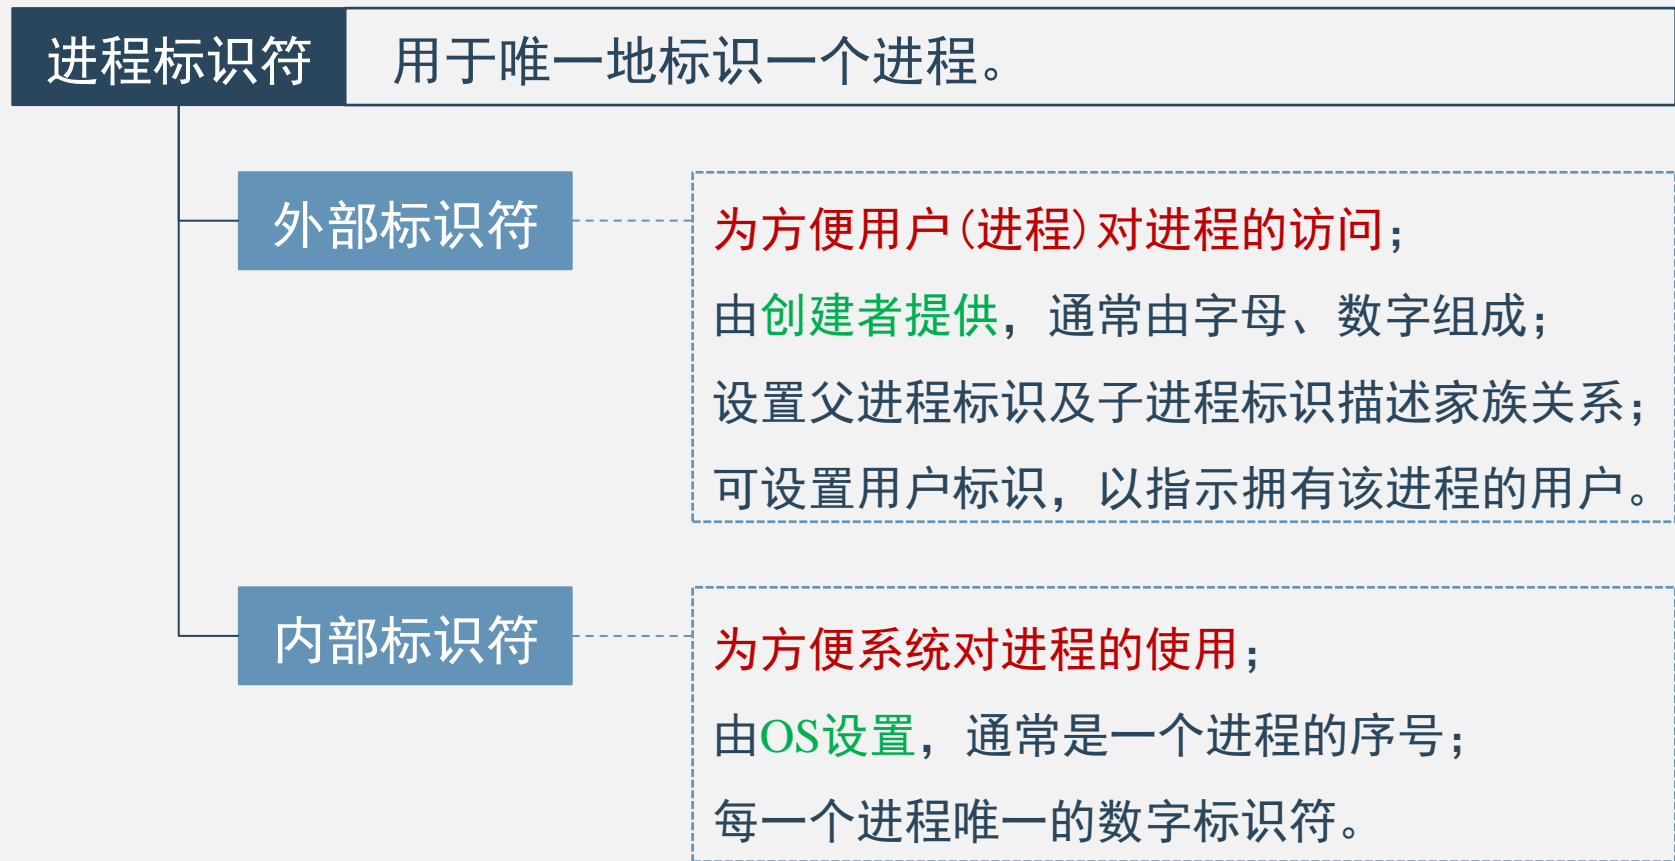 进程标识符
用于唯一地标识一个进程。
外部标识符
为方便用户(进程)对进程的访问；
由创建者提供，通常由字母、数字组成；
设置父进程标识及子进程标识描述家族关系；
可设置用户标识，以指示拥有该进程的用户。
内部标识符
为方便系统对进程的使用；
由OS设置，通常是一个进程的序号；
每一个进程唯一的数字标识符。